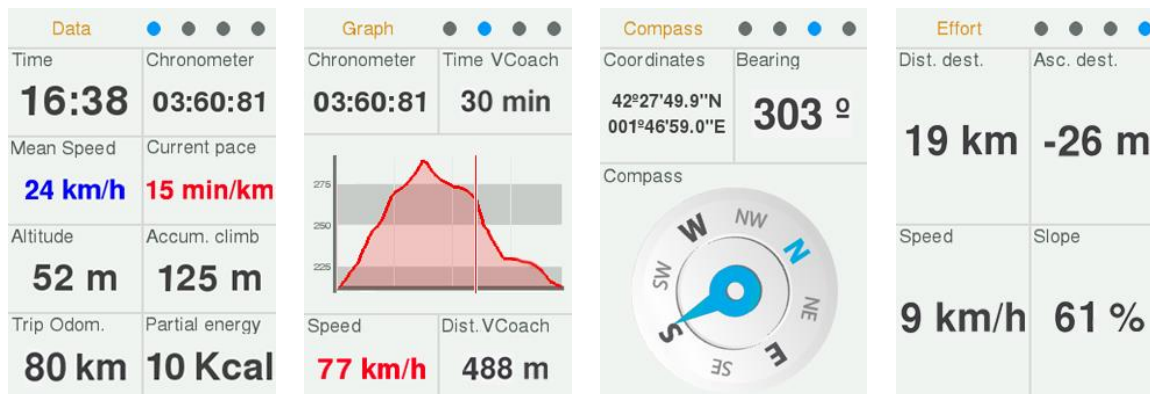 Data
Time
Chronometer
16:38
03:60:81
Mean Speed
Current pace
24 km/h
15 min/km
Altitude
Accum. climb
52 m
125 m
Trip Odom.
Partial energy
80 km
10 Kcal
Graph
Chronometer
Time VCoach
03:60:81
30 min
275
250
225
Speed
Dist. VCoach
77 km/h
488 m
Compass
Coordinates
Bearing
42º27'49.9"N
001º46'59.0"E
303 º
Compass
NW
W
N
SW
NE
S
E
SE
Effort
Dist. dest.
Asc. dest.
19 km
-26 m
Speed
Slope
9 km/h
61 %